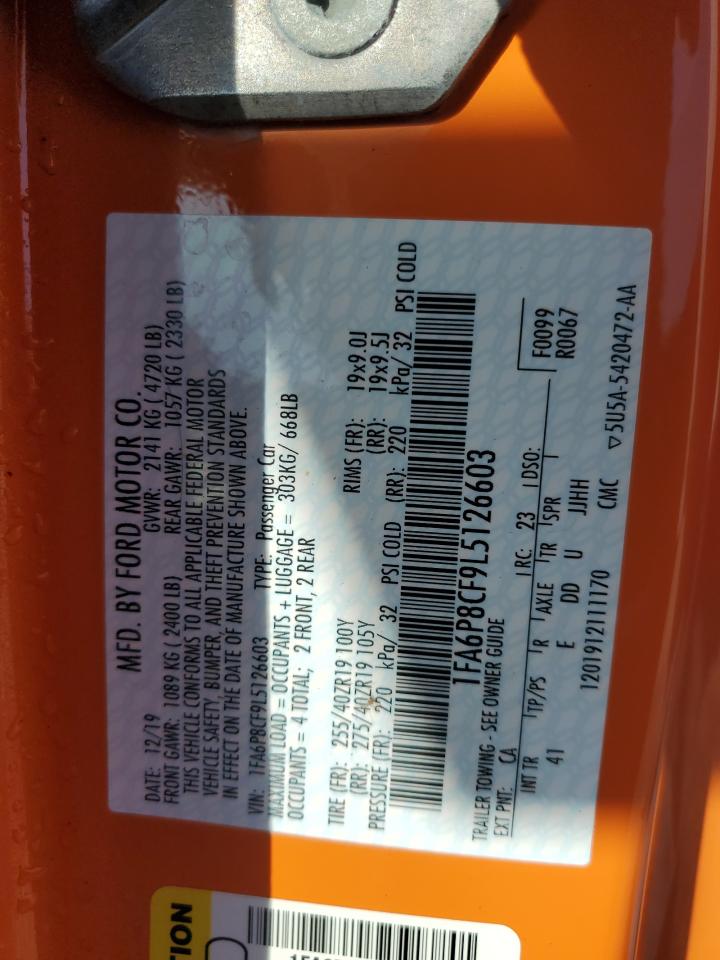 MFD. BY FORD MOTOR CO.
DATE: 12/19 GVWR: 2141 KG ( 4720 LB)
FRONT GAWR: 1089 KG ( 2400 LB) REAR GAWR: 1057 KG ( 2330 LB)
THIS VEHICLE CONFORMS TO ALL APPLICABLE FEDERAL MOTOR
VEHICLE SAFETY, BUMPER, AND THEFT PREVENTION STANDARDS
IN EFFECT ON THE DATE OF MANUFACTURE SHOWN ABOVE.
VIN: 1FA6P8CF9L5126603 TYPE: Passenger Car
MAXIMUM LOAD = OCCUPANTS + LUGGAGE = 303KG/ 668LB
OCCUPANTS = 4 TOTAL; 2 FRONT, 2 REAR
TIRE (FR): 255/40ZR19 100Y RIMS (FR): 19x9.0J
(RR): 275/40ZR19 105Y (RR): 19x9.5J
PRESSURE (FR): 220 kPa/ 32 PSI COLD (RR): 220 kPa/ 32 PSI COLD
1FA6P8CF9L5126603
TRAILER TOWING - SEE OWNER GUIDE
EXT PNT: CA RC: 23 DSO: F0099
R0067
INT TR TP/PS R AXLE TR SPR
41 E DD U JJHH
1201912111170 CMC ▽5U5A-5420472-AA